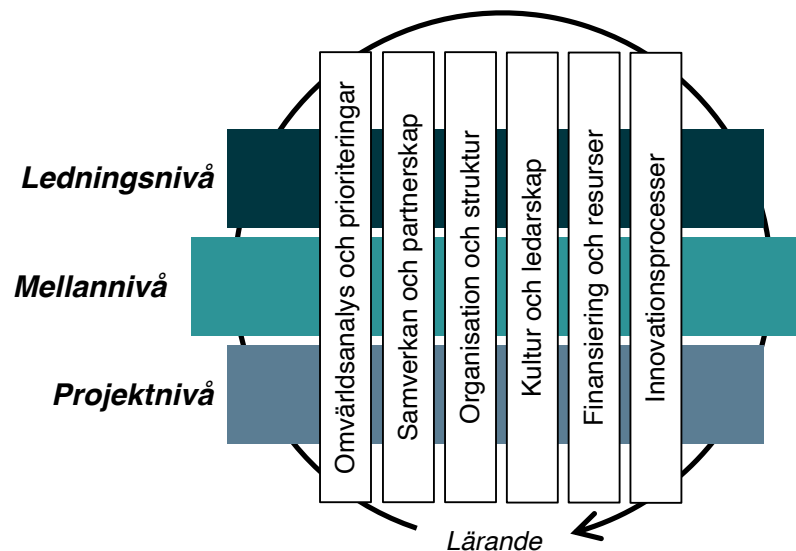 Ledningsnivå
Mellannivå
Projektnivå
Omvärldsanalys och prioriteringar
Samverkan och partnerskap
Organisation och struktur
Kultur och ledarskap
Finansiering och resurser
Innovationsprocesser
Lärande